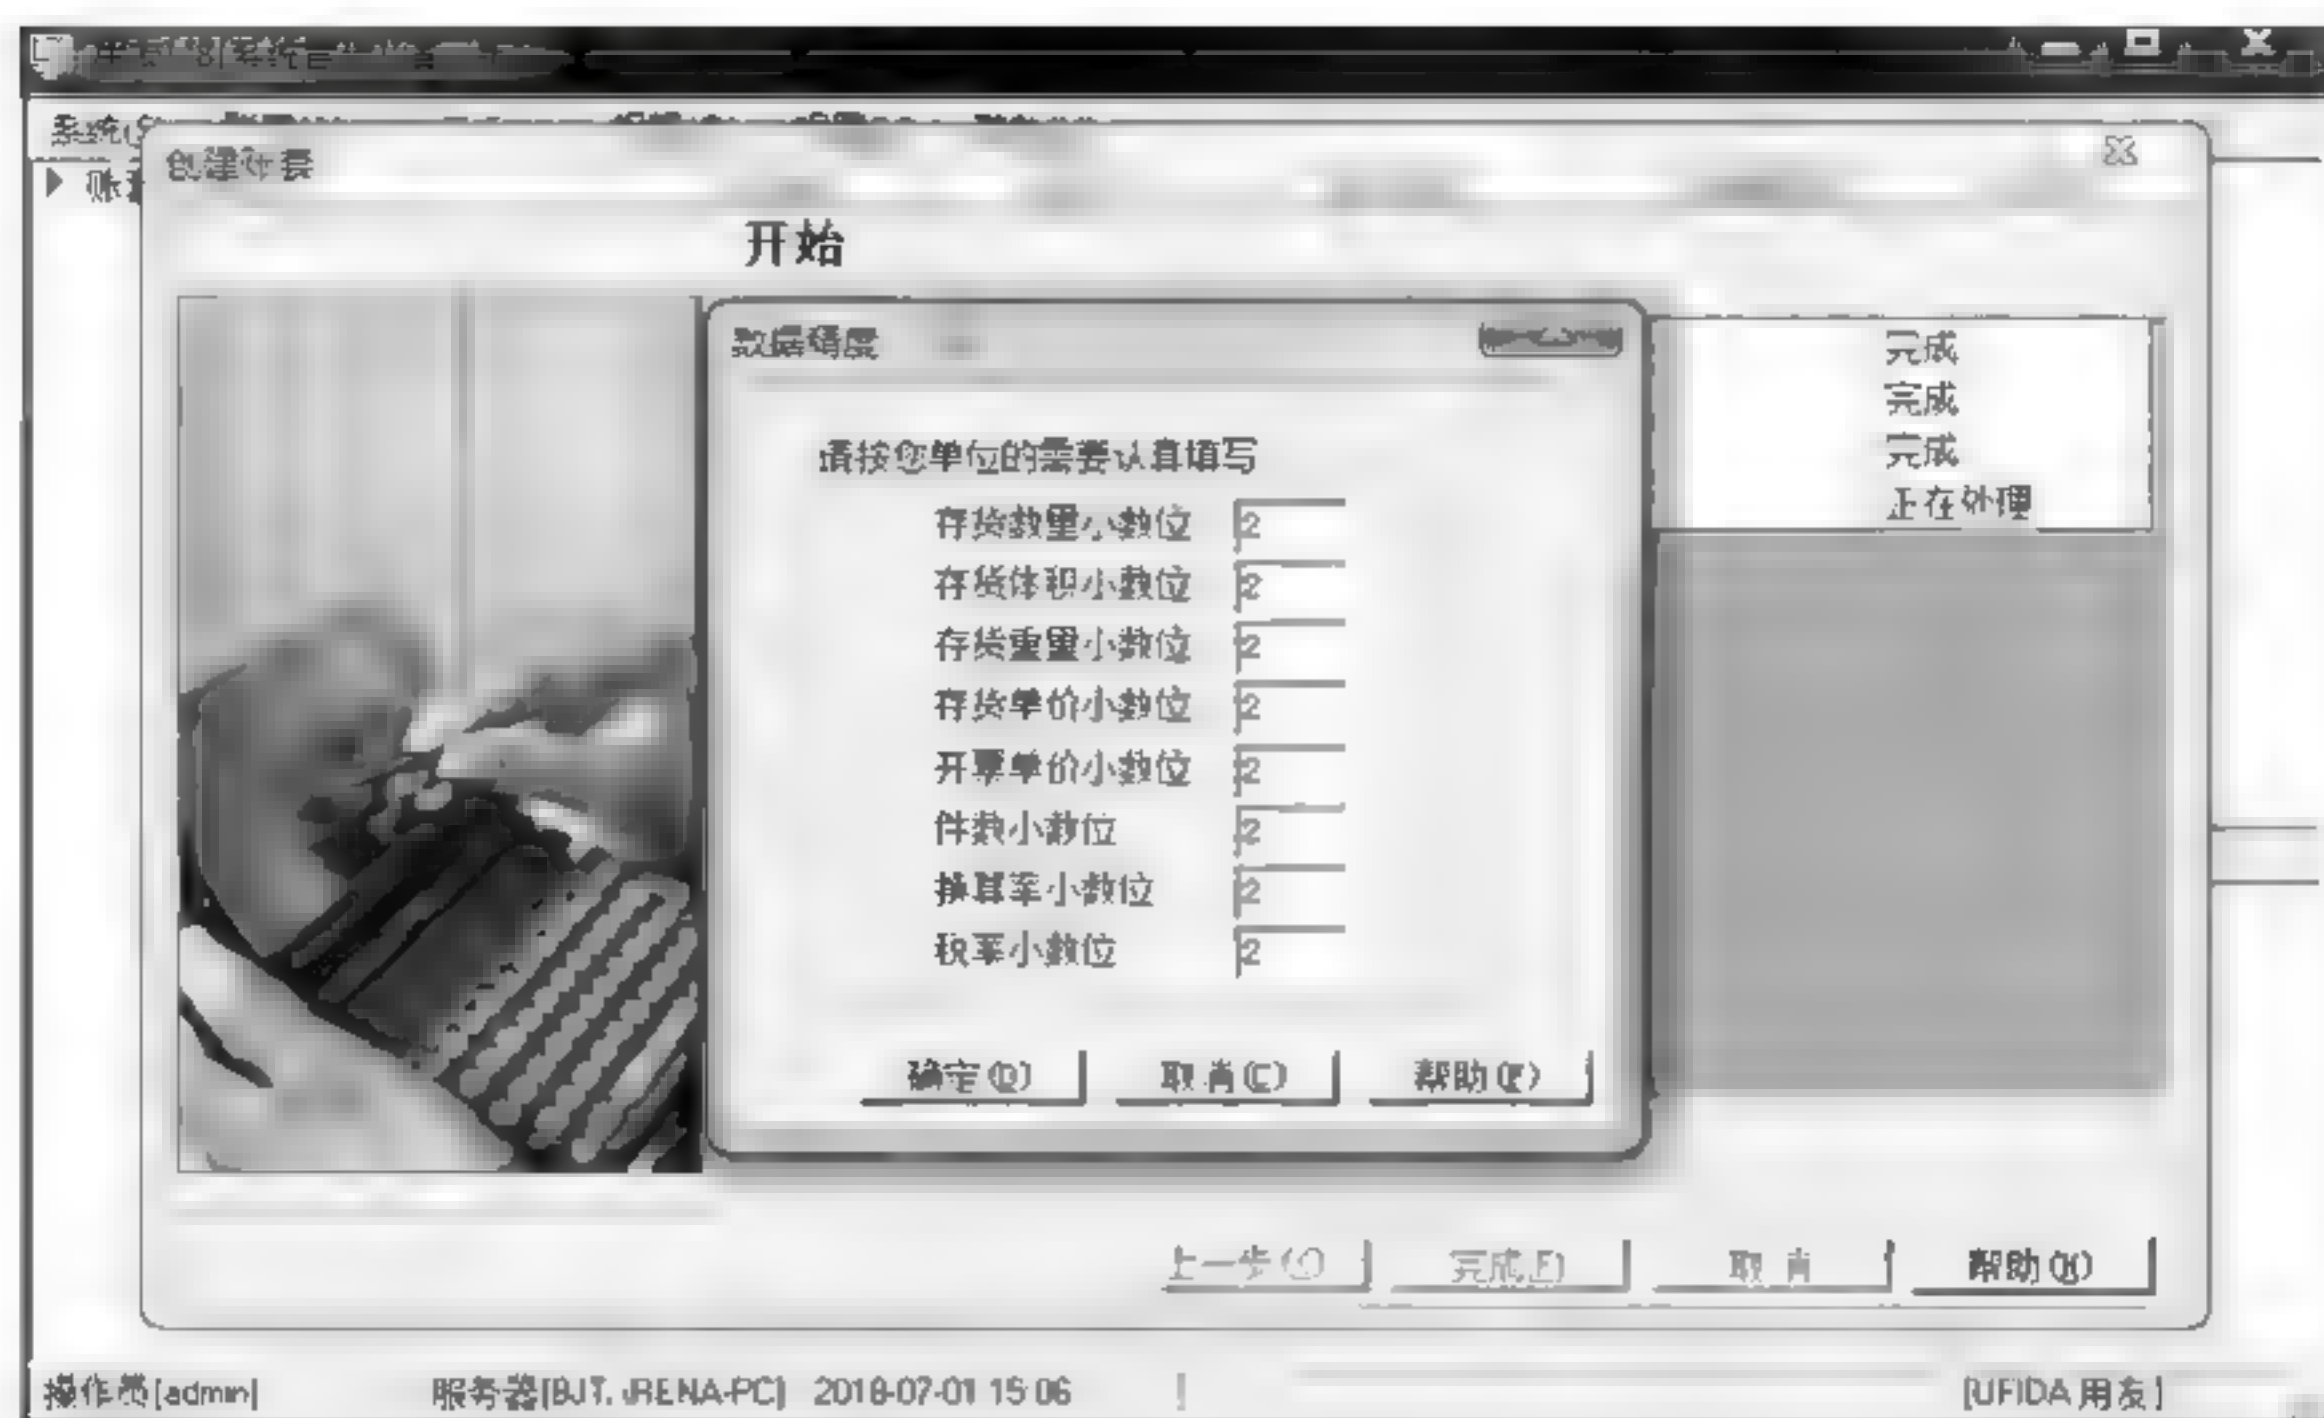 创建账套
开始
数据精度
完成
完成
完成
正在处理
请按您单位的需要认真填写
存货数量小数位 2
存货体积小数位 2
存货重量小数位 2
存货单价小数位 2
开票单价小数位 2
件数小数位 2
换算率小数位 2
税率小数位 2
确定(O) 取消(C) 帮助(F)
上一步(<) 完成(F) 取消 帮助(H)
操作员[admin] 2018-07-01 15:06 [UFIDA用友]